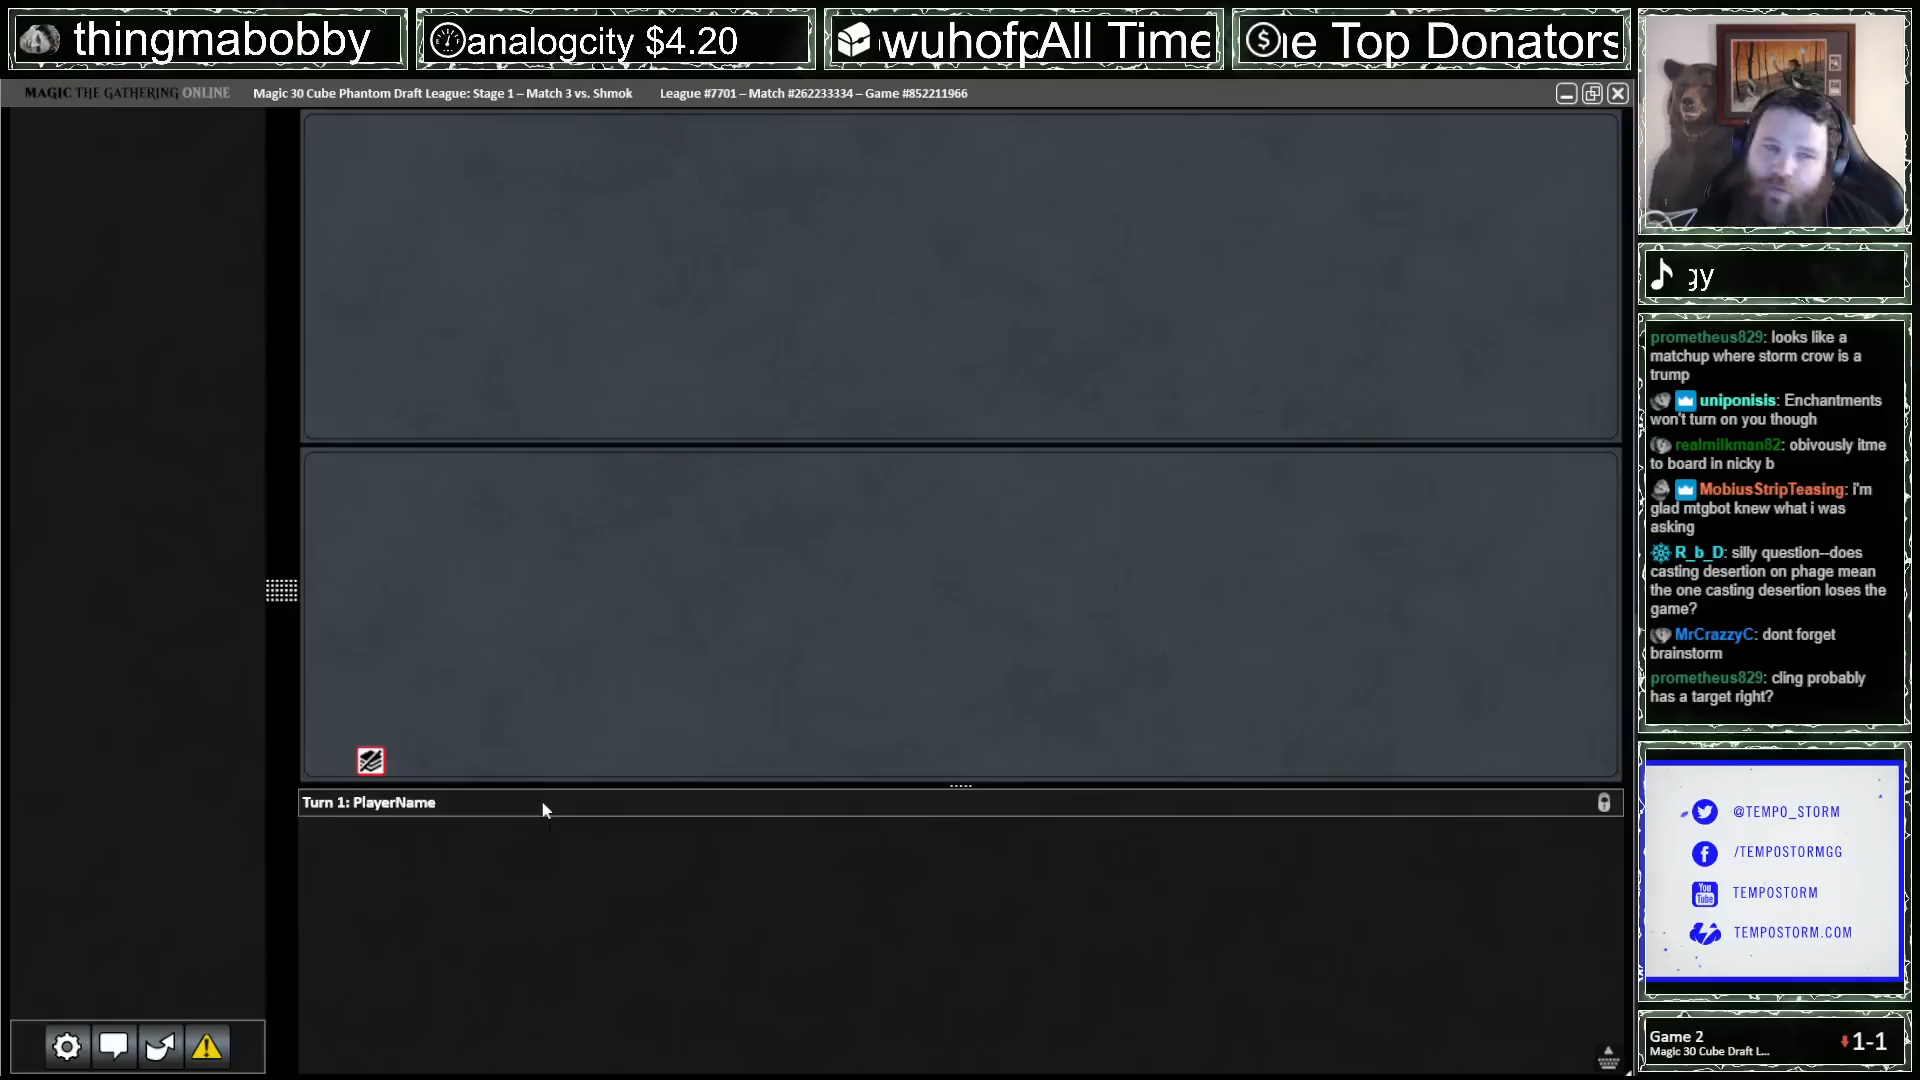 thingmabobby
analogcity $4.20
wuhofpAll Time
e Top Donators
MAGIC THE GATHERING ONLINE
Magic 30 Cube Phantom Draft League: Stage 1 – Match 3 vs. Shmok
League #7701 – Match #262233334 – Game #852211966
gy
prometheus829: looks like a
matchup where storm crow is a
trump
uniponisis: Enchantments
won't turn on you though
realmilkman82: obivously itme
to board in nicky b
MobiusStripTeasing: i'm
glad mtgbot knew what i was
asking
R_b_D: silly question--does
casting desertion on phage mean
the one casting desertion loses the
game?
MrCrazzyC: dont forget
brainstorm
prometheus829: cling probably
has a target right?
Turn 1: PlayerName
@TEMPO_STORM
/TEMPOSTORMGG
You
Tube
TEMPOSTORM
TEMPOSTORM.COM
Game 2
Magic 30 Cube Draft L...
1-1